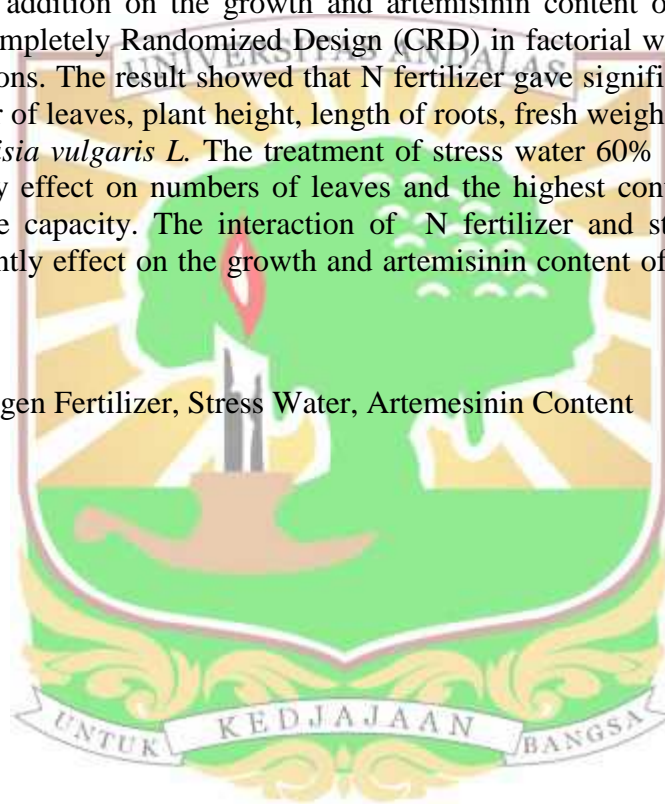 addition on the growth and artemisinin content o
mpletely Randomized Design (CRD) in factorial w
ons. The result showed that N fertilizer gave signifi
r of leaves, plant height, length of roots, fresh weigh
isia vulgaris L. The treatment of stress water 60%
y effect on numbers of leaves and the highest con
e capacity. The interaction of N fertilizer and st
ntly effect on the growth and artemisinin content of
gen Fertilizer, Stress Water, Artemesinin Content
UNIVERSITAS ANDALAS
UNTUK KEDJAJAAN BANGSA